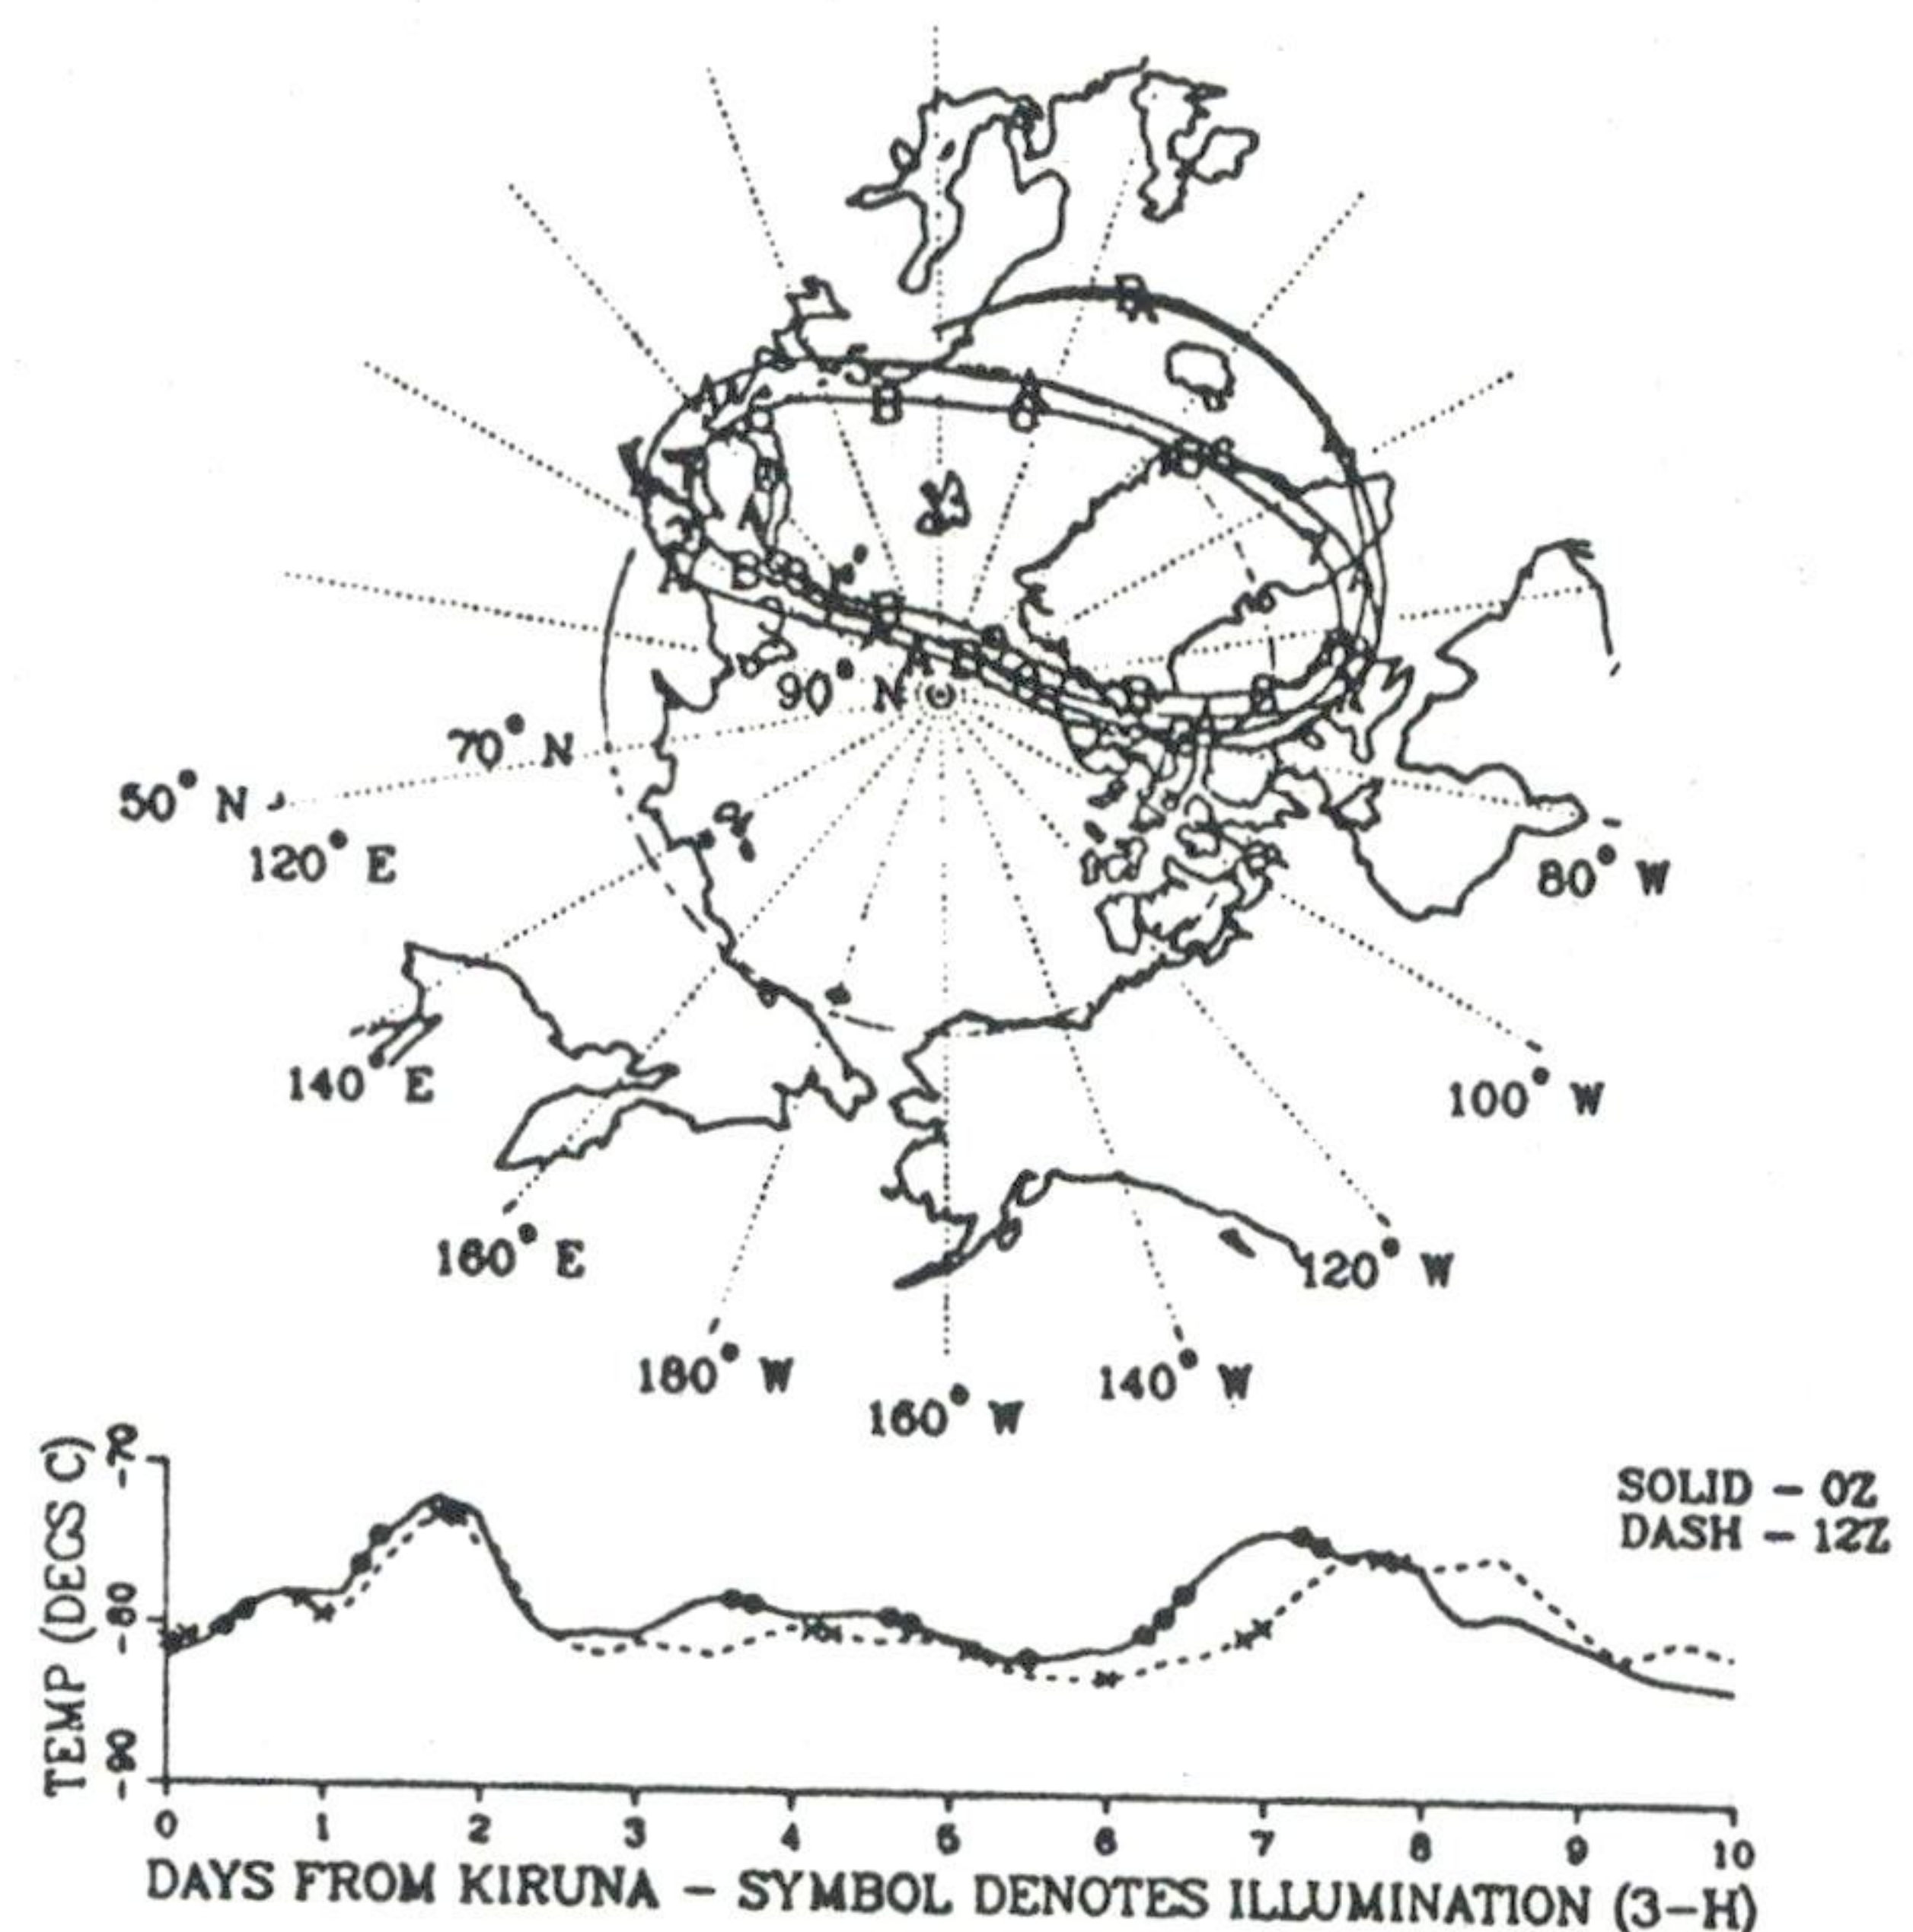 90° N
70° N
50° N
120° E
80° W
140° E
100° W
160° E
120° W
180° W
140° W
160° W
TEMP (DEGS C)
-70
-80
-90
SOLID - 0Z
DASH - 12Z
0 1 2 3 4 5 6 7 8 9 10
DAYS FROM KIRUNA - SYMBOL DENOTES ILLUMINATION (3-H)